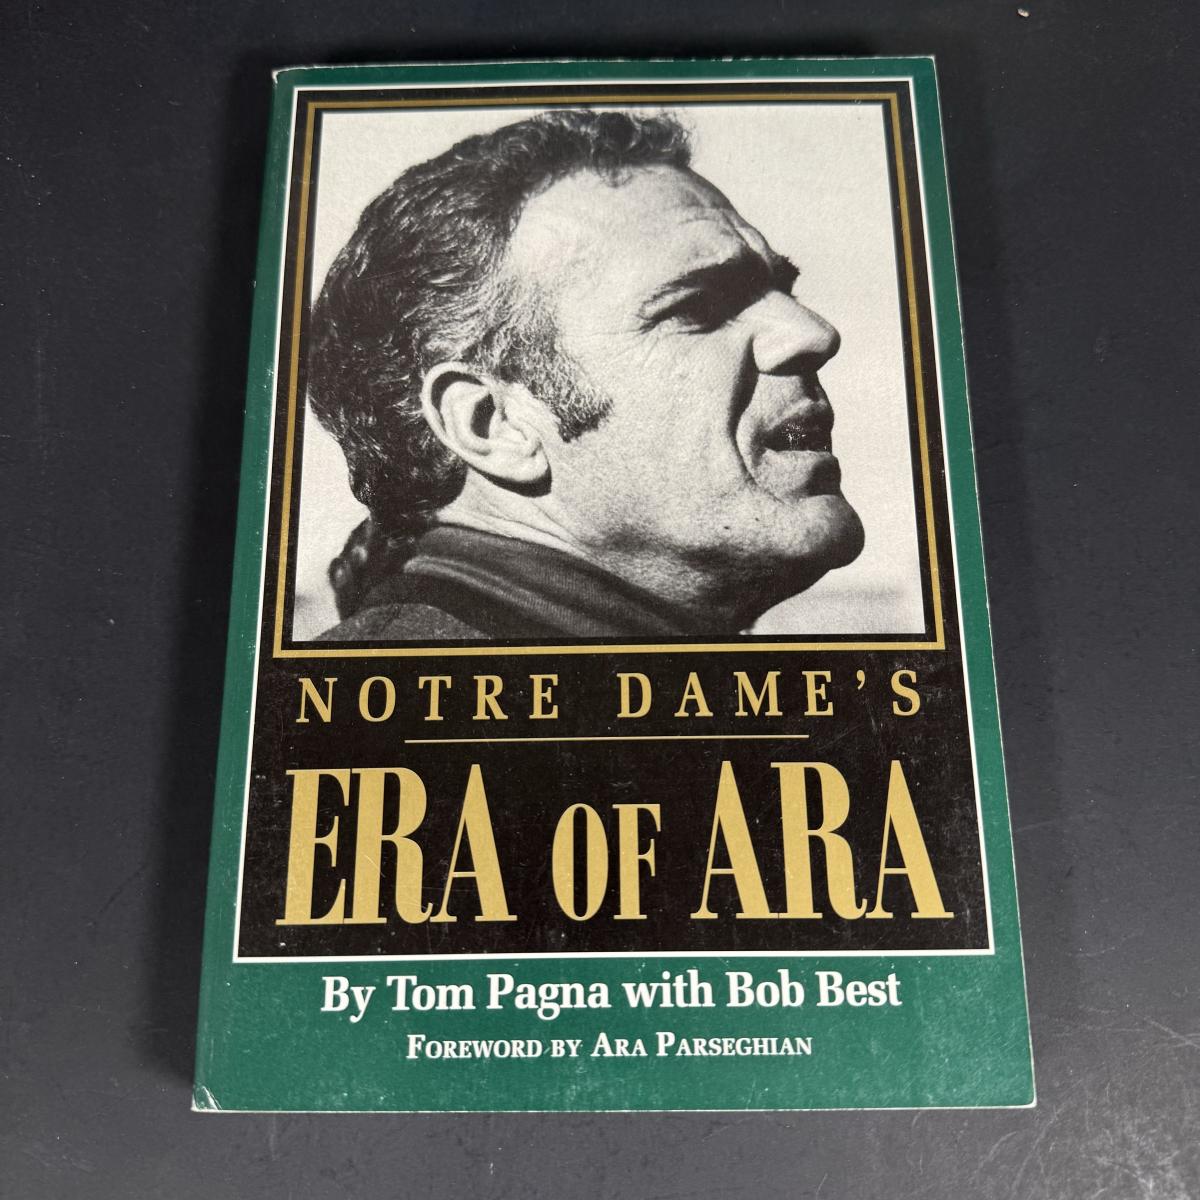 NOTRE DAME'S
ERA OF ARA
By Tom Pagna with Bob Best
FOREWORD BY ARA PARSEGHIAN